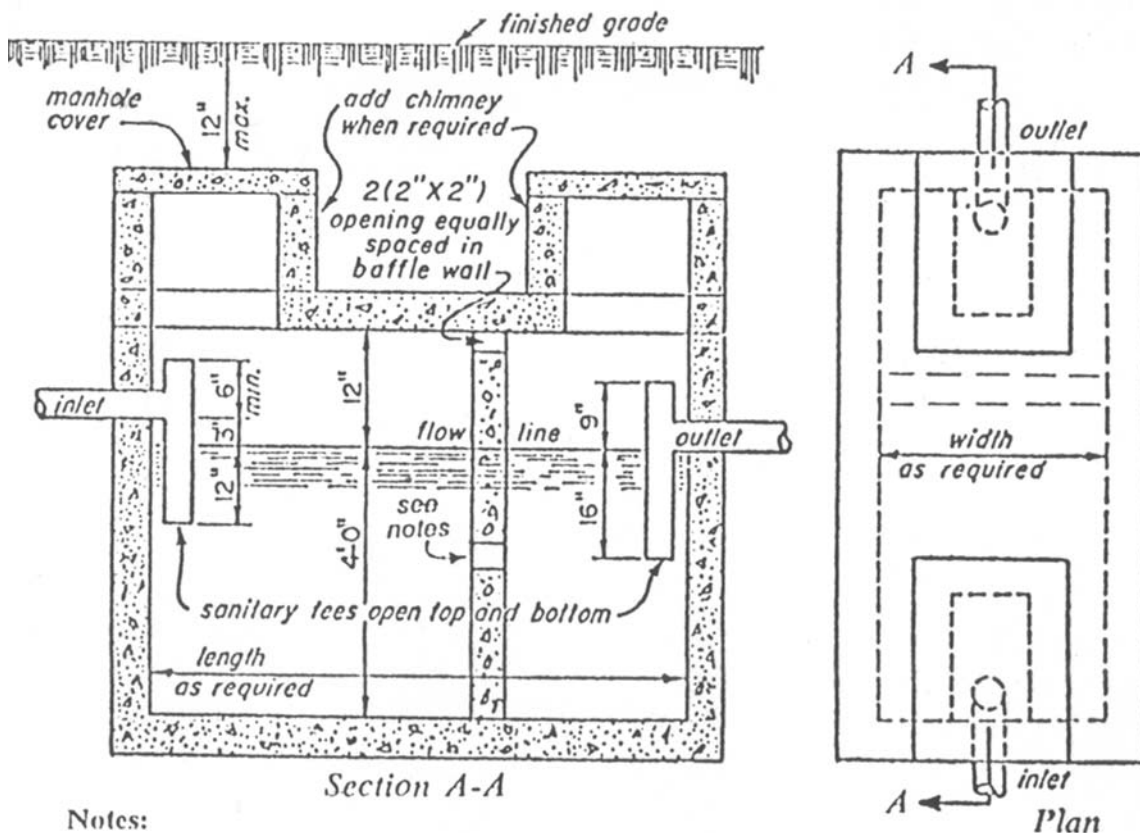 finished grade
manhole
cover
12"
max.
add chimney
when required
2(2"X2")
opening equally
spaced in
baffle wall
inlet
6"
min.
3"
12"
12"
flow line
4'0"
see
notes
9"
16"
outlet
sanitary tees open top and bottom
length
as required
Section A-A
Notes:
A
outlet
width
as required
A
inlet
Plan